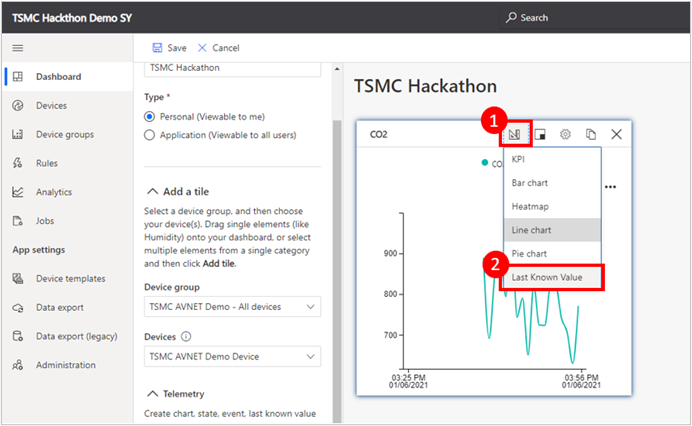 TSMC Hackthon Demo SY
Search
Save
Cancel
Dashboard
Devices
Device groups
Rules
Analytics
Jobs
App settings
Device templates
Data export
Data export (legacy)
Administration
TSMC Hackathon
Type *
Personal (Viewable to me)
Application (Viewable to all users)
Add a tile
Select a device group, and then choose
your device(s). Drag single elements (like
Humidity) onto your dashboard, or select
multiple elements from a single category
and then click Add tile.
Device group
TSMC AVNET Demo - All devices
Devices
TSMC AVNET Demo Device
Telemetry
Create chart, state, event, last known value
TSMC Hackathon
1
CO2
CO
KPI
Bar chart
Heatmap
Line chart
Pie chart
2
Last Known Value
900
800
700
03:25 PM
01/06/2021
03:56 PM
01/06/2021